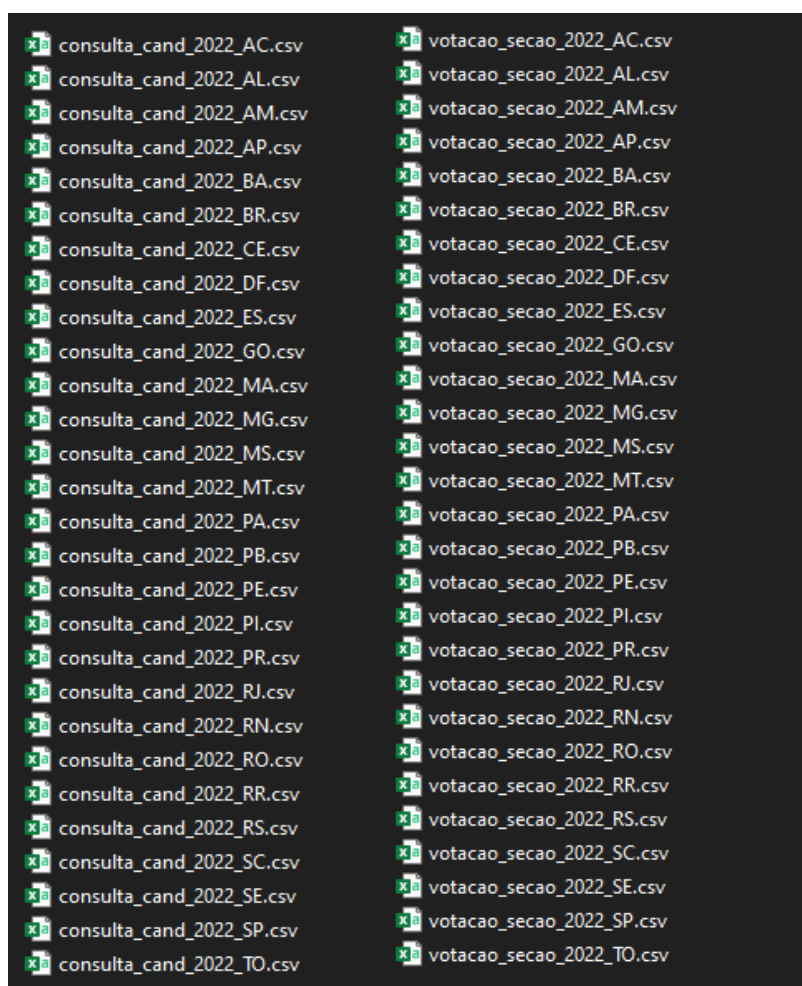 consulta_cand_2022_AC.csv
consulta_cand_2022_AL.csv
consulta_cand_2022_AM.csv
consulta_cand_2022_AP.csv
consulta_cand_2022_BA.csv
consulta_cand_2022_BR.csv
consulta_cand_2022_CE.csv
consulta_cand_2022_DF.csv
consulta_cand_2022_ES.csv
consulta_cand_2022_GO.csv
consulta_cand_2022_MA.csv
consulta_cand_2022_MG.csv
consulta_cand_2022_MS.csv
consulta_cand_2022_MT.csv
consulta_cand_2022_PA.csv
consulta_cand_2022_PB.csv
consulta_cand_2022_PE.csv
consulta_cand_2022_PI.csv
consulta_cand_2022_PR.csv
consulta_cand_2022_RJ.csv
consulta_cand_2022_RN.csv
consulta_cand_2022_RO.csv
consulta_cand_2022_RR.csv
consulta_cand_2022_RS.csv
consulta_cand_2022_SC.csv
consulta_cand_2022_SE.csv
consulta_cand_2022_SP.csv
consulta_cand_2022_TO.csv
votacao_secao_2022_AC.csv
votacao_secao_2022_AL.csv
votacao_secao_2022_AM.csv
votacao_secao_2022_AP.csv
votacao_secao_2022_BA.csv
votacao_secao_2022_BR.csv
votacao_secao_2022_CE.csv
votacao_secao_2022_DF.csv
votacao_secao_2022_ES.csv
votacao_secao_2022_GO.csv
votacao_secao_2022_MA.csv
votacao_secao_2022_MG.csv
votacao_secao_2022_MS.csv
votacao_secao_2022_MT.csv
votacao_secao_2022_PA.csv
votacao_secao_2022_PB.csv
votacao_secao_2022_PE.csv
votacao_secao_2022_PI.csv
votacao_secao_2022_PR.csv
votacao_secao_2022_RJ.csv
votacao_secao_2022_RN.csv
votacao_secao_2022_RO.csv
votacao_secao_2022_RR.csv
votacao_secao_2022_RS.csv
votacao_secao_2022_SC.csv
votacao_secao_2022_SE.csv
votacao_secao_2022_SP.csv
votacao_secao_2022_TO.csv